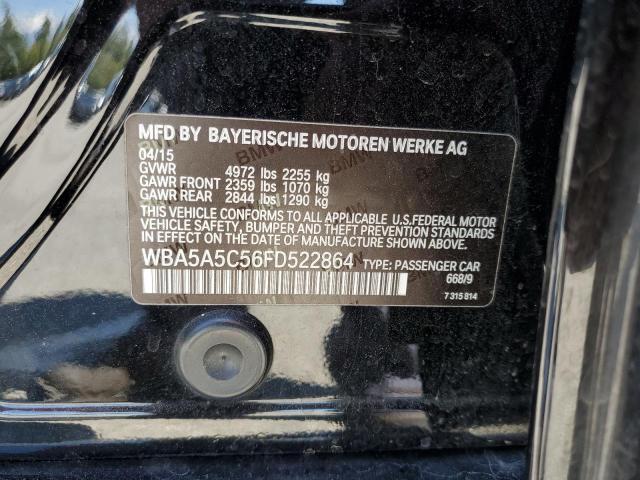 MFD BY BAYERISCHE MOTOREN WERKE AG
04/15
GVWR 4972 lbs 2255 kg
GAWR FRONT 2359 lbs 1070 kg
GAWR REAR 2844 lbs 1290 kg
THIS VEHICLE CONFORMS TO ALL APPLICABLE U.S. FEDERAL MOTOR
VEHICLE SAFETY, BUMPER, AND THEFT PREVENTION STANDARDS
IN EFFECT ON THE DATE OF MANUFACTURE SHOWN ABOVE.
WBA5A5C56FD522864 TYPE: PASSENGER CAR
668/9
7 315 814